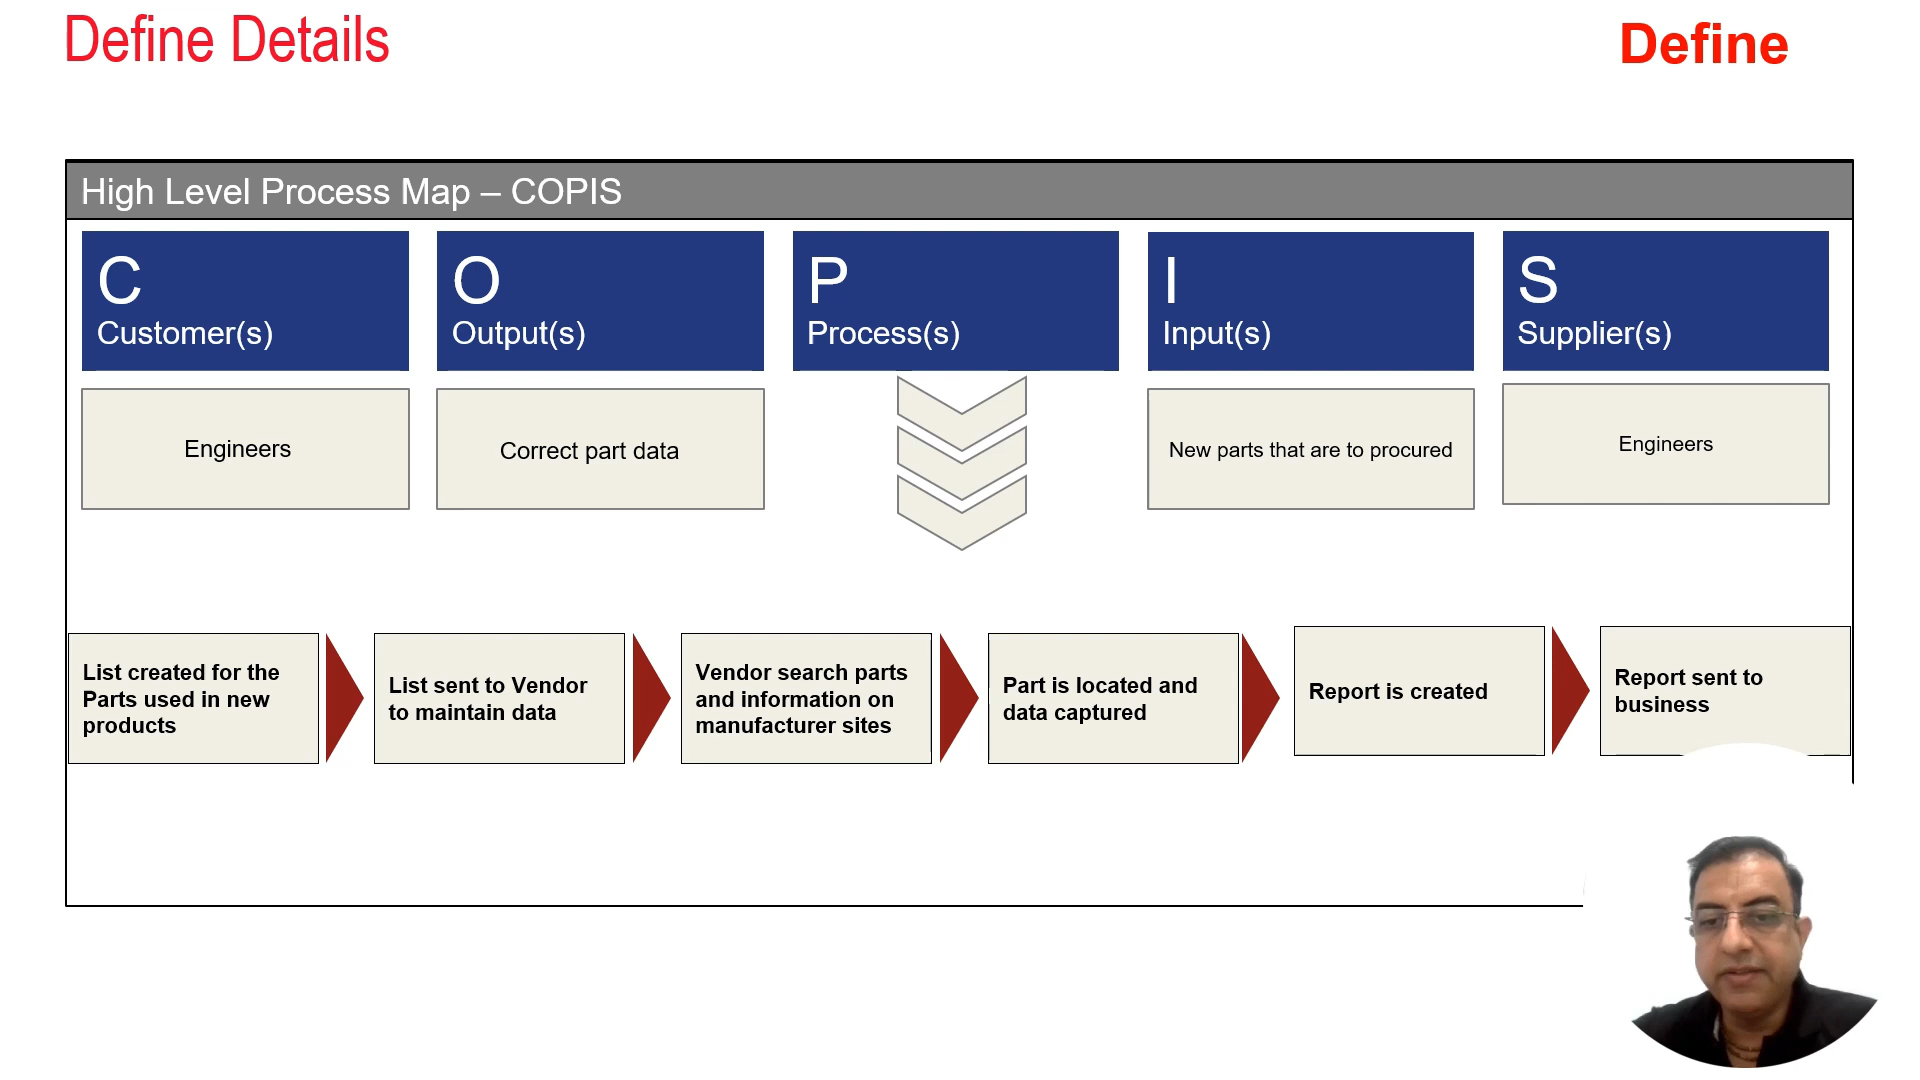 Define Details
Define
High Level Process Map – COPIS
C
Customer(s)
O
Output(s)
P
Process(s)
I
Input(s)
S
Supplier(s)
Engineers
Correct part data
New parts that are to procured
Engineers
List created for the
Parts used in new
products
List sent to Vendor
to maintain data
Vendor search parts
and information on
manufacturer sites
Part is located and
data captured
Report is created
Report sent to
business